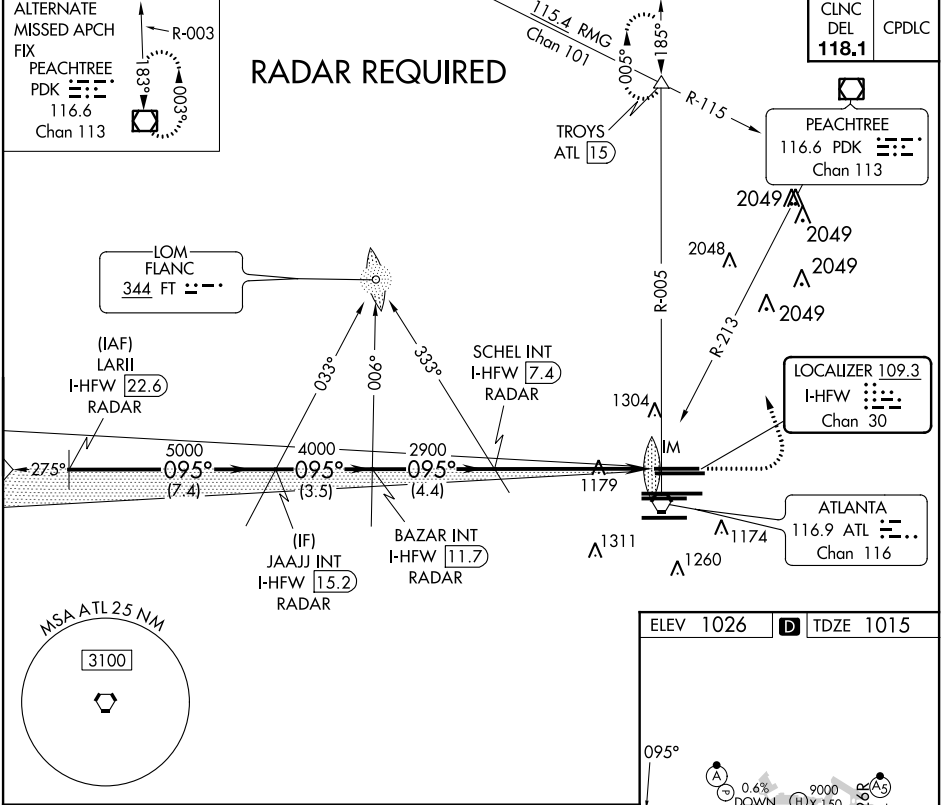 ALTERNATE
MISSED APCH
FIX
R-003
PEACHTREE
PDK
116.6
Chan 113
183°
003°
RADAR REQUIRED
115.4 RMG
Chan 101
005°
185°
CLNC
DEL
118.1
CPDLC
R-115
TROYS
ATL 15
PEACHTREE
116.6 PDK
Chan 113
2049
2049
2048
2049
2049
R-005
R-213
LOM
FLANC
344 FT
(IAF)
LARII
I-HFW 22.6
RADAR
033°
006°
333°
SCHEL INT
I-HFW 7.4
RADAR
1304
LOCALIZER 109.3
I-HFW
Chan 30
IM
275°
5000
095°
(7.4)
4000
095°
(3.5)
2900
095°
(4.4)
1179
(IF)
JAAJJ INT
I-HFW 15.2
RADAR
BAZAR INT
I-HFW 11.7
RADAR
1311
1174
1260
ATLANTA
116.9 ATL
Chan 116
MSA ATL 25 NM
3100
ELEV 1026
D
TDZE 1015
095°
A
P
0.6%
DOWN
H
9000
X 150
26R
A5